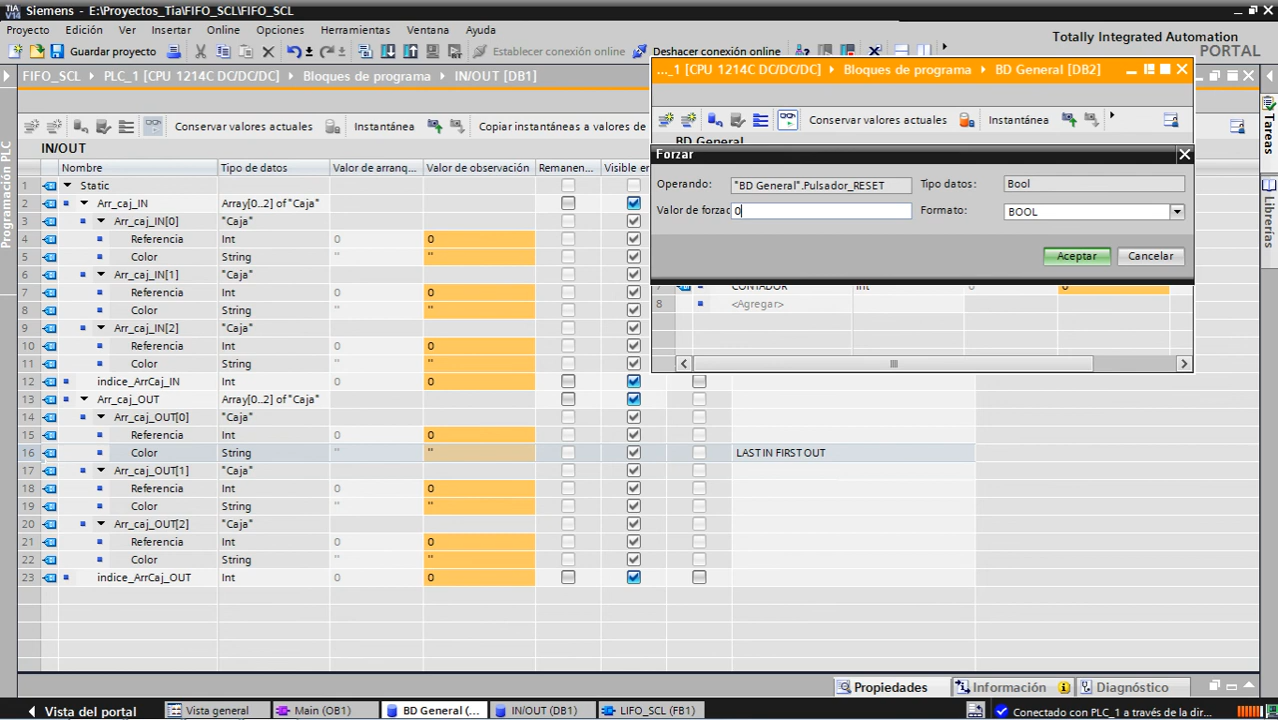 TIA V14 Siemens - E:\Proyectos_Tia\FIFO_SCL\FIFO_SCL
Proyecto Edición Ver Insertar Online Opciones Herramientas Ventana Ayuda
Totally Integrated Automation
PORTAL
Guardar proyecto Establecer conexión online Deshacer conexión online
FIFO_SCL PLC_1 [CPU 1214C DC/DC/DC] Bloques de programa IN/OUT [DB1]
Conservar valores actuales Instantánea Copiar instantáneas a valores de
IN/OUT
Nombre Tipo de datos Valor de arranq... Valor de observación Remanen... Visible en
1 Static
2 Arr_caj_IN Array[0..2] of "Caja"
3 Arr_caj_IN[0] "Caja"
4 Referencia Int 0 0
5 Color String '' ''
6 Arr_caj_IN[1] "Caja"
7 Referencia Int 0 0
8 Color String '' ''
9 Arr_caj_IN[2] "Caja"
10 Referencia Int 0 0
11 Color String '' ''
12 indice_ArrCaj_IN Int 0 0
13 Arr_caj_OUT Array[0..2] of "Caja"
14 Arr_caj_OUT[0] "Caja"
15 Referencia Int 0 0
16 Color String '' '' LAST IN FIRST OUT
17 Arr_caj_OUT[1] "Caja"
18 Referencia Int 0 0
19 Color String '' ''
20 Arr_caj_OUT[2] "Caja"
21 Referencia Int 0 0
22 Color String '' ''
23 indice_ArrCaj_OUT Int 0 0
..._1 [CPU 1214C DC/DC/DC] Bloques de programa BD General [DB2]
Conservar valores actuales Instantánea
BD General
Forzar
Operando: "BD General".Pulsador_RESET Tipo datos: Bool
Valor de forzac 0 Formato: BOOL
Aceptar Cancelar
7 CONTADOR Int 0 0
8 <Agregar>
Programación PLC
Tareas
Librerías
Propiedades Información Diagnóstico
Vista del portal Vista general Main (OB1) BD General (... IN/OUT (DB1) LIFO_SCL (FB1) Conectado con PLC_1 a través de la dir...